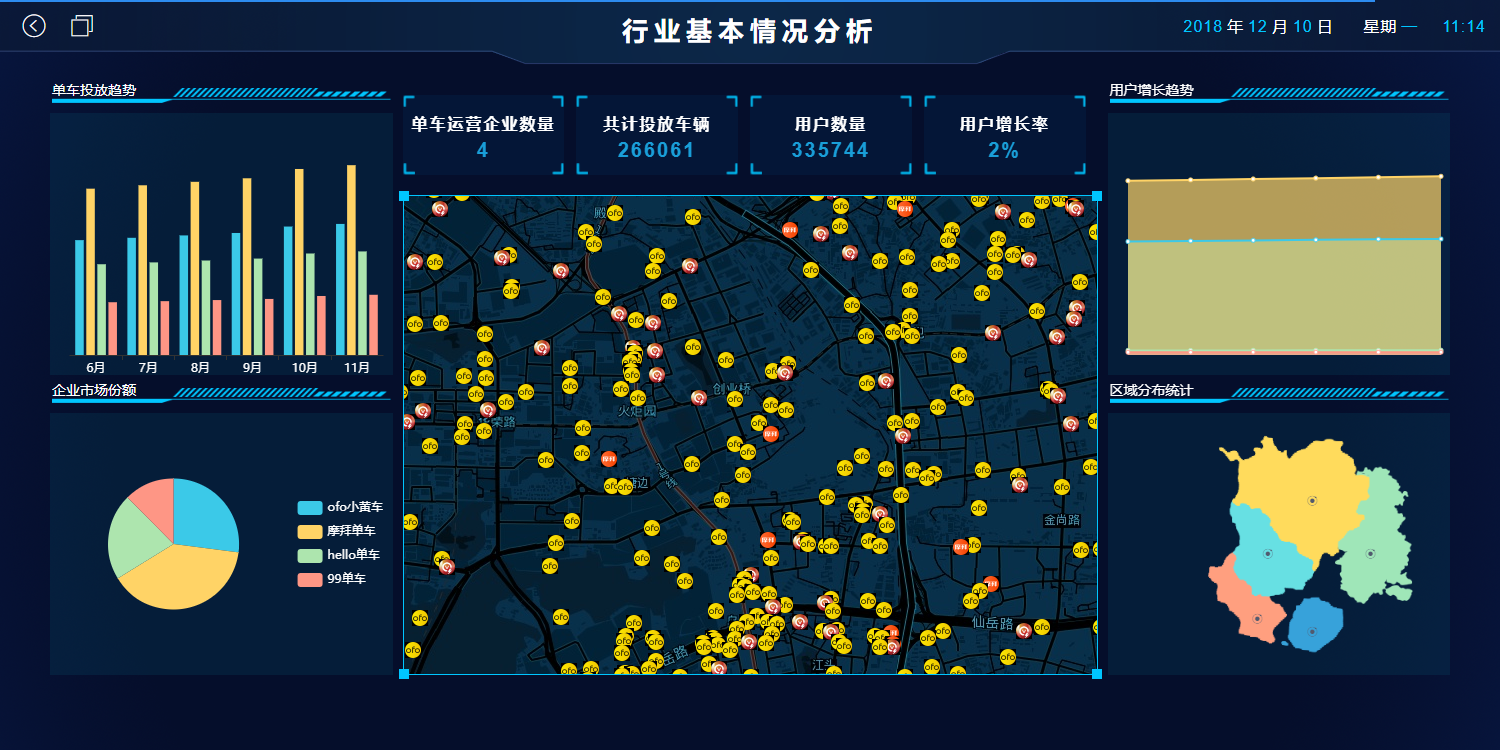 行业基本情况分析
2018 年 12 月 10 日 星期 一 11:14
单车投放趋势
6月 7月 8月 9月 10月 11月
企业市场份额
ofo小黄车
摩拜单车
hello单车
99单车
单车运营企业数量
4
共计投放车辆
266061
用户数量
335744
用户增长率
2%
创业桥
火炬园
金尚路
仙岳路
岳路
江头
用户增长趋势
区域分布统计